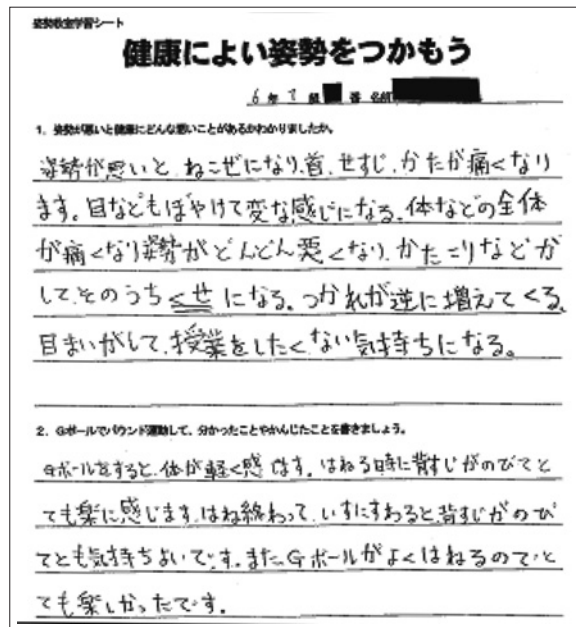 姿勢教室学習シート
健康によい姿勢をつかもう
6年 組 番 名前
1. 姿勢が悪いと健康にどんな悪いことがあるかわかりましたか。
姿勢が悪いと、ねこぜになり、首、せすじ、かたが痛くなり
ます。目などもぼやけて変な感じになる、体などの全体
が痛くなり姿勢がどんどん悪くなり、かたこりなどが
して、そのうちくせになる。つかれが逆に増えてくる、
目まいがして、授業をしたくない気持ちになる。
2. Gボールでバウンド運動して、分かったことやかんじたことを書きましょう。
Gボールをすると、体が軽く感じます。はねる時に背すじがのびてと
ても楽に感じます。はね終わって、いすにすわると、背すじがのび
てとも気持ちよいです。またGボールがよくはねるのでと
ても楽しかったです。